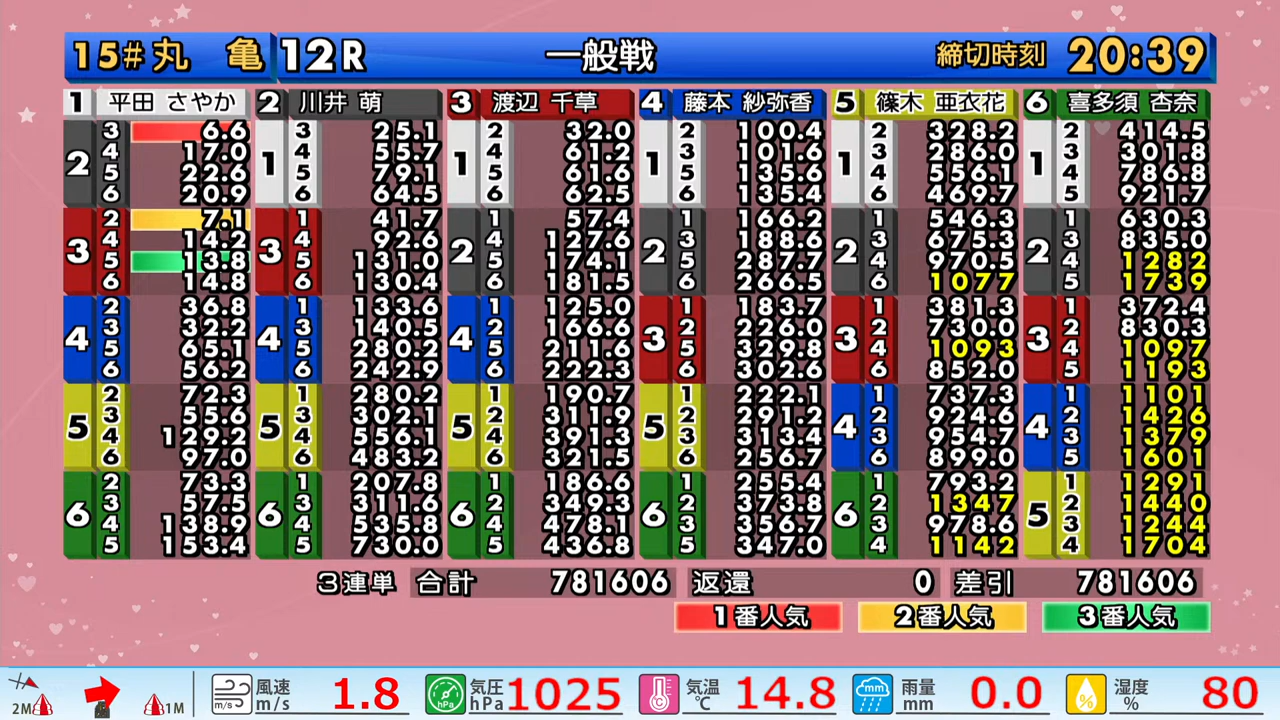 15# 丸 亀 12R 一般戦 締切時刻 20:39
1 平田 さやか 2 川井 萌 3 渡辺 千草 4 藤本 紗弥香 5 篠木 亜衣花 6 喜多須 杏奈
2 3 6.6 1 3 25.1 1 2 32.0 1 2 100.4 1 2 328.2 1 2 414.5
4 17.0 4 55.7 4 61.2 3 101.6 3 286.0 3 301.8
5 22.6 5 79.1 5 61.6 5 135.6 4 556.1 4 786.8
6 20.9 6 64.5 6 62.5 6 135.4 6 469.7 5 921.7
3 2 7.1 3 1 41.7 2 1 57.4 2 1 166.2 2 1 546.3 2 1 630.3
4 14.2 4 92.6 4 127.6 3 188.6 3 675.3 3 835.0
5 13.8 5 131.0 5 174.1 5 287.7 4 970.5 4 1282
6 14.8 6 130.4 6 181.5 6 266.5 6 1077 5 1739
4 2 36.8 4 1 133.6 4 1 125.0 3 1 183.7 3 1 381.3 3 1 372.4
3 32.2 3 140.5 2 166.6 2 226.0 2 730.0 2 830.3
5 65.1 5 280.2 5 211.6 5 329.8 4 1093 4 1097
6 56.2 6 242.9 6 222.3 6 302.6 6 852.0 5 1193
5 2 72.3 5 1 280.2 5 1 190.7 5 1 222.1 4 1 737.3 4 1 1101
3 55.6 3 302.1 2 311.9 2 291.2 2 924.6 2 1426
4 129.2 4 556.1 4 391.3 3 313.4 3 954.7 3 1379
6 97.0 6 483.2 6 321.5 6 256.7 6 899.0 5 1601
6 2 73.3 6 1 207.8 6 1 186.6 6 1 255.4 6 1 793.2 5 1 1291
3 57.5 3 311.6 2 349.3 2 373.8 2 1347 2 1440
4 138.9 4 535.8 4 478.1 3 356.7 3 978.6 3 1244
5 153.4 5 730.0 5 436.8 5 347.0 4 1142 4 1704
3連単 合計 781606 返還 0 差引 781606
1番人気 2番人気 3番人気
2M 1M 風速 m/s 1.8 気圧 hPa 1025 気温 ℃ 14.8 雨量 mm 0.0 湿度 % 80